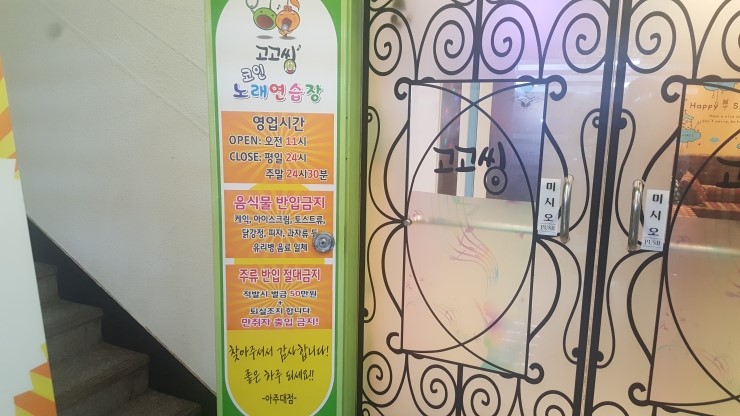 고고씽
코인
노래연습장
영업시간
OPEN: 오전 11시
CLOSE: 평일 24시
주말 24시30분
음식물 반입금지
케익, 아이스크림, 토스트류,
닭강정, 피자, 과자류 등
유리병 음료 일체
주류 반입 절대금지
적발시 벌금 50만원
+
퇴실조치 합니다
만취자 출입 금지!
찾아주셔서 감사합니다!
좋은 하루 되세요!!
-아주대점-
고고씽
미시오
PUSH
미시오
PUSH
Happy
고